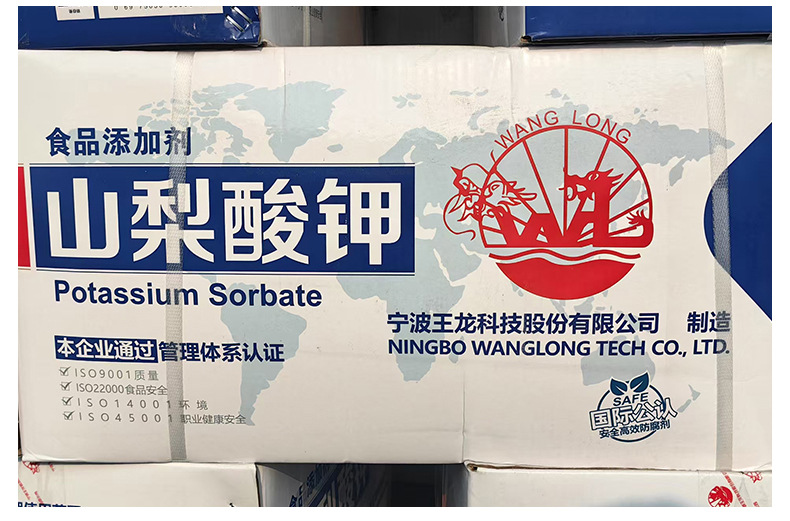 食品添加剂
山梨酸钾
Potassium Sorbate
本企业通过管理体系认证
ISO9001质量
ISO22000食品安全
ISO14001环境
ISO45001职业健康安全
WANG LONG
宁波王龙科技股份有限公司 制造
NINGBO WANGLONG TECH CO., LTD.
SAFE
国际公认
安全高效防腐剂